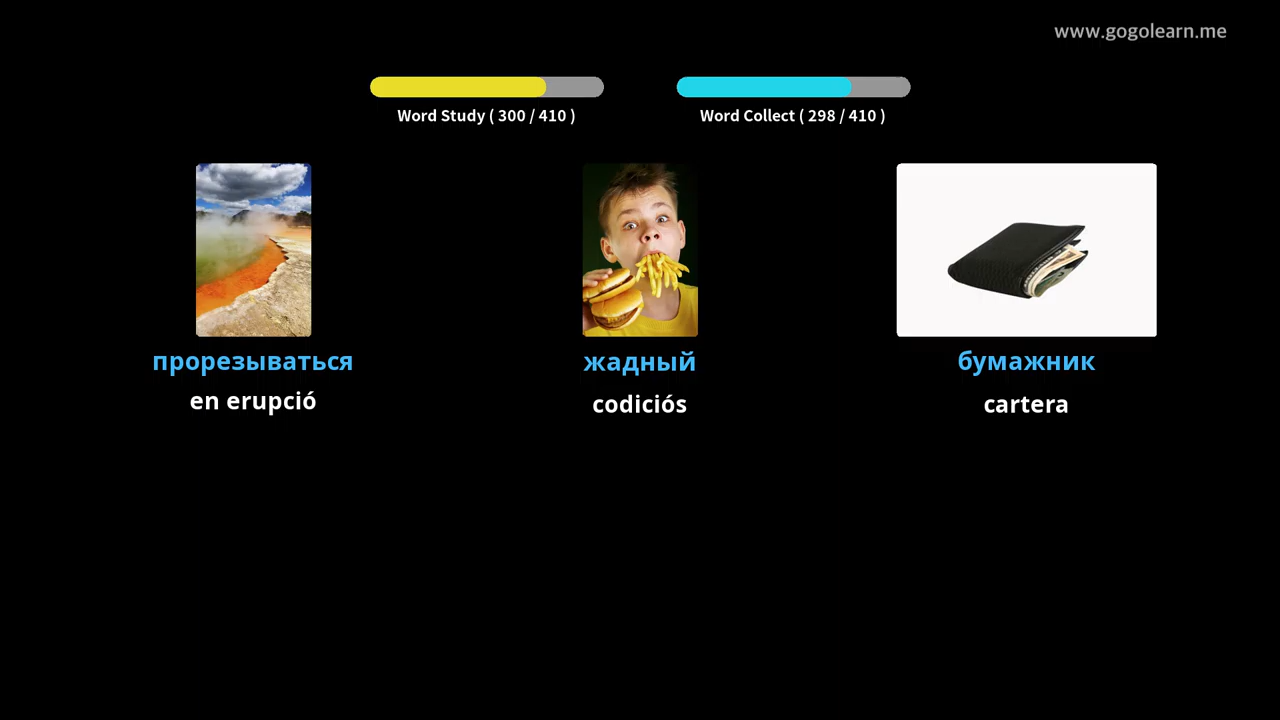 www.gogolearn.me
Word Study ( 300 / 410 )
Word Collect ( 298 / 410 )
прорезываться
жадный
бумажник
en erupció
codiciós
cartera